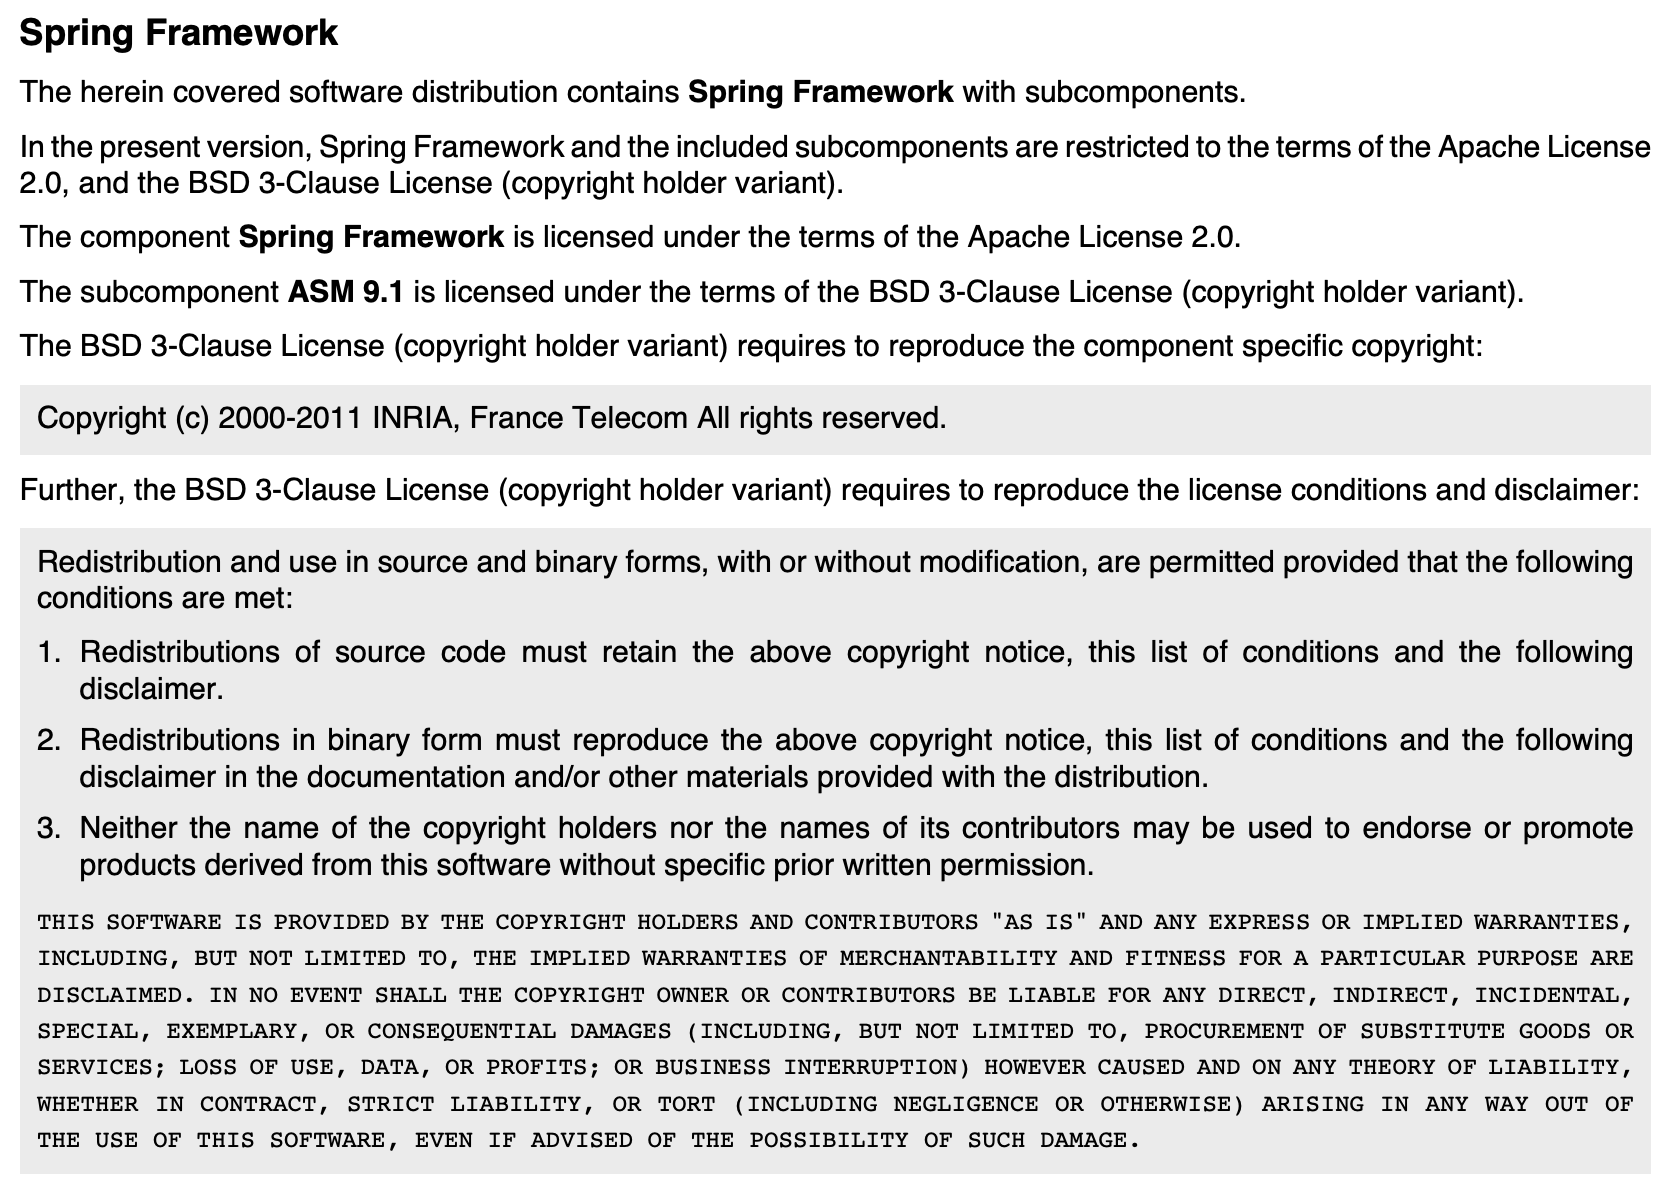 Spring Framework
The herein covered software distribution contains Spring Framework with subcomponents.
In the present version, Spring Framework and the included subcomponents are restricted to the terms of the Apache License
2.0, and the BSD 3-Clause License (copyright holder variant).
The component Spring Framework is licensed under the terms of the Apache License 2.0.
The subcomponent ASM 9.1 is licensed under the terms of the BSD 3-Clause License (copyright holder variant).
The BSD 3-Clause License (copyright holder variant) requires to reproduce the component specific copyright:
Copyright (c) 2000-2011 INRIA, France Telecom All rights reserved.
Further, the BSD 3-Clause License (copyright holder variant) requires to reproduce the license conditions and disclaimer:
Redistribution and use in source and binary forms, with or without modification, are permitted provided that the following
conditions are met:
1. Redistributions of source code must retain the above copyright notice, this list of conditions and the following
disclaimer.
2. Redistributions in binary form must reproduce the above copyright notice, this list of conditions and the following
disclaimer in the documentation and/or other materials provided with the distribution.
3. Neither the name of the copyright holders nor the names of its contributors may be used to endorse or promote
products derived from this software without specific prior written permission.
THIS SOFTWARE IS PROVIDED BY THE COPYRIGHT HOLDERS AND CONTRIBUTORS "AS IS" AND ANY EXPRESS OR IMPLIED WARRANTIES,
INCLUDING, BUT NOT LIMITED TO, THE IMPLIED WARRANTIES OF MERCHANTABILITY AND FITNESS FOR A PARTICULAR PURPOSE ARE
DISCLAIMED. IN NO EVENT SHALL THE COPYRIGHT OWNER OR CONTRIBUTORS BE LIABLE FOR ANY DIRECT, INDIRECT, INCIDENTAL,
SPECIAL, EXEMPLARY, OR CONSEQUENTIAL DAMAGES (INCLUDING, BUT NOT LIMITED TO, PROCUREMENT OF SUBSTITUTE GOODS OR
SERVICES; LOSS OF USE, DATA, OR PROFITS; OR BUSINESS INTERRUPTION) HOWEVER CAUSED AND ON ANY THEORY OF LIABILITY,
WHETHER IN CONTRACT, STRICT LIABILITY, OR TORT (INCLUDING NEGLIGENCE OR OTHERWISE) ARISING IN ANY WAY OUT OF
THE USE OF THIS SOFTWARE, EVEN IF ADVISED OF THE POSSIBILITY OF SUCH DAMAGE.